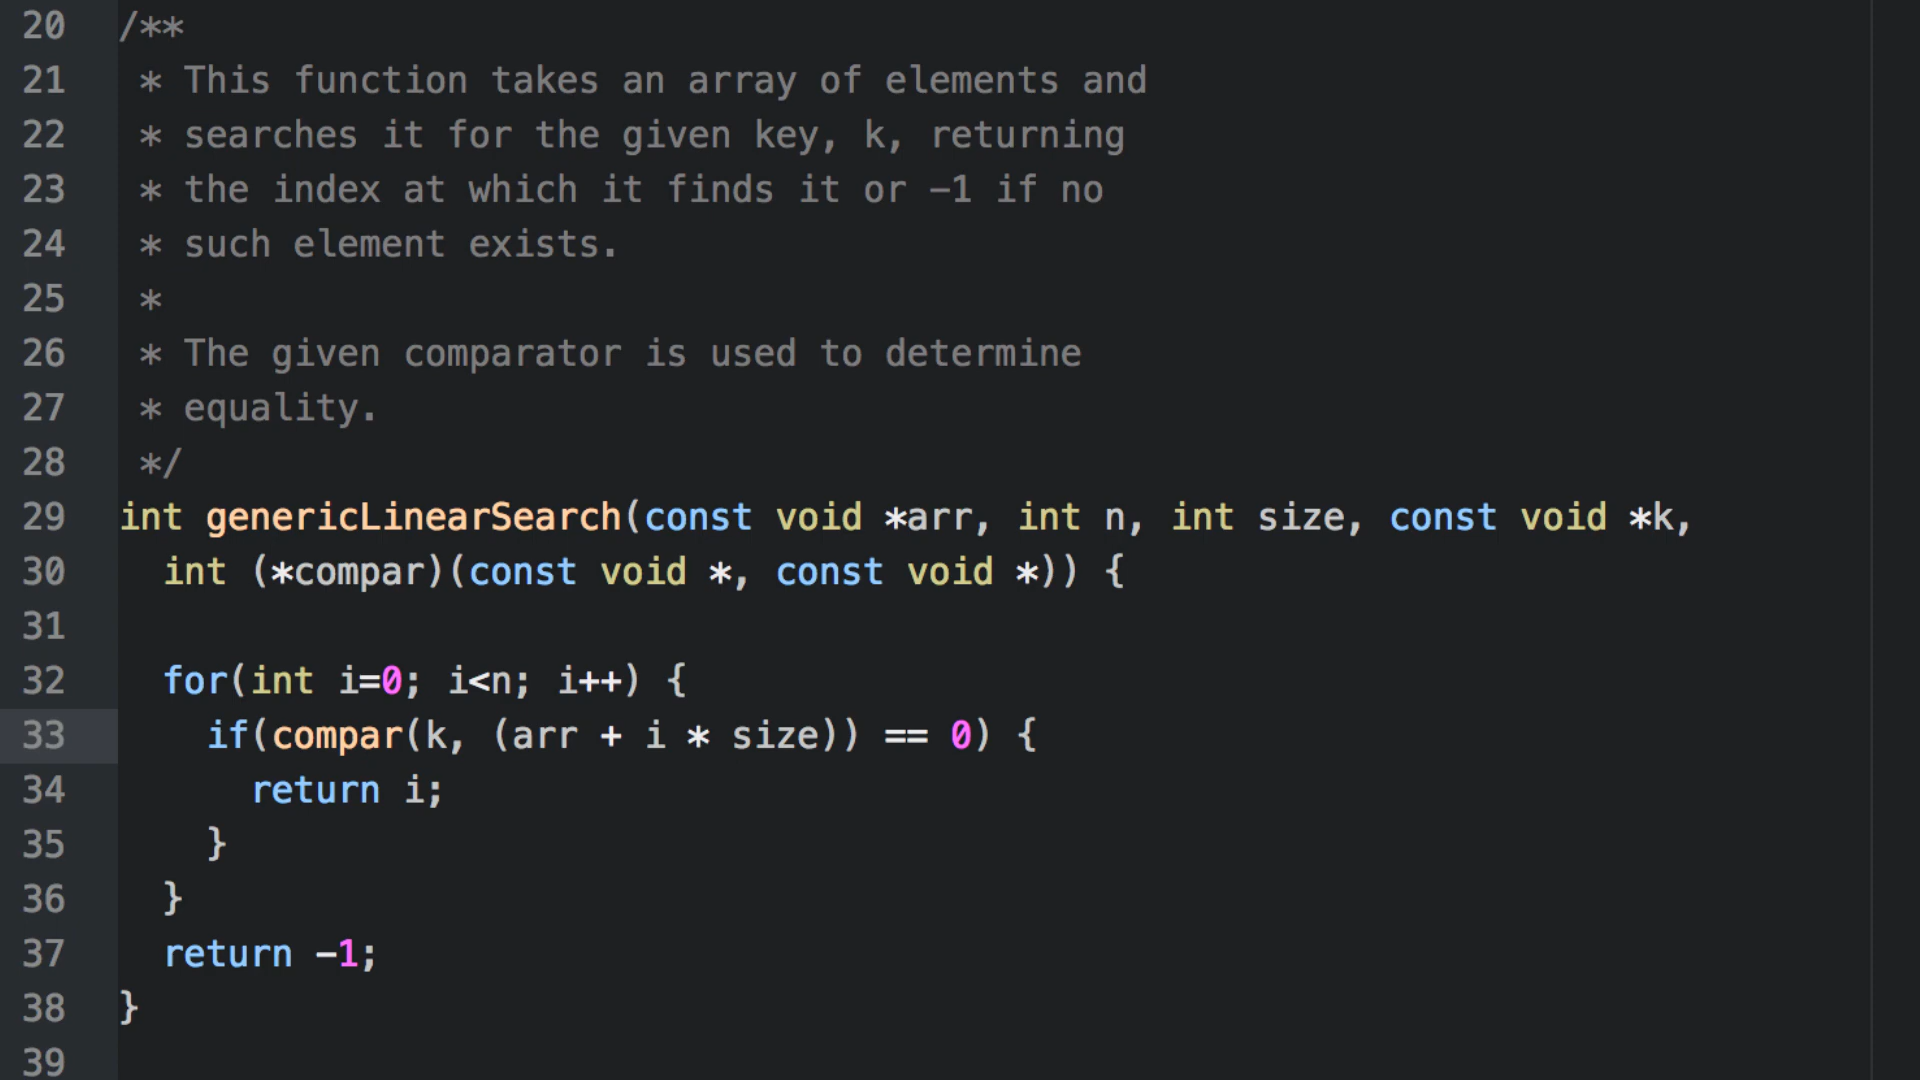 20 /**
21  * This function takes an array of elements and
22  * searches it for the given key, k, returning
23  * the index at which it finds it or -1 if no
24  * such element exists.
25  *
26  * The given comparator is used to determine
27  * equality.
28  */
29 int genericLinearSearch(const void *arr, int n, int size, const void *k,
30   int (*compar)(const void *, const void *)) {
31
32   for(int i=0; i<n; i++) {
33     if(compar(k, (arr + i * size)) == 0) {
34       return i;
35     }
36   }
37   return -1;
38 }
39